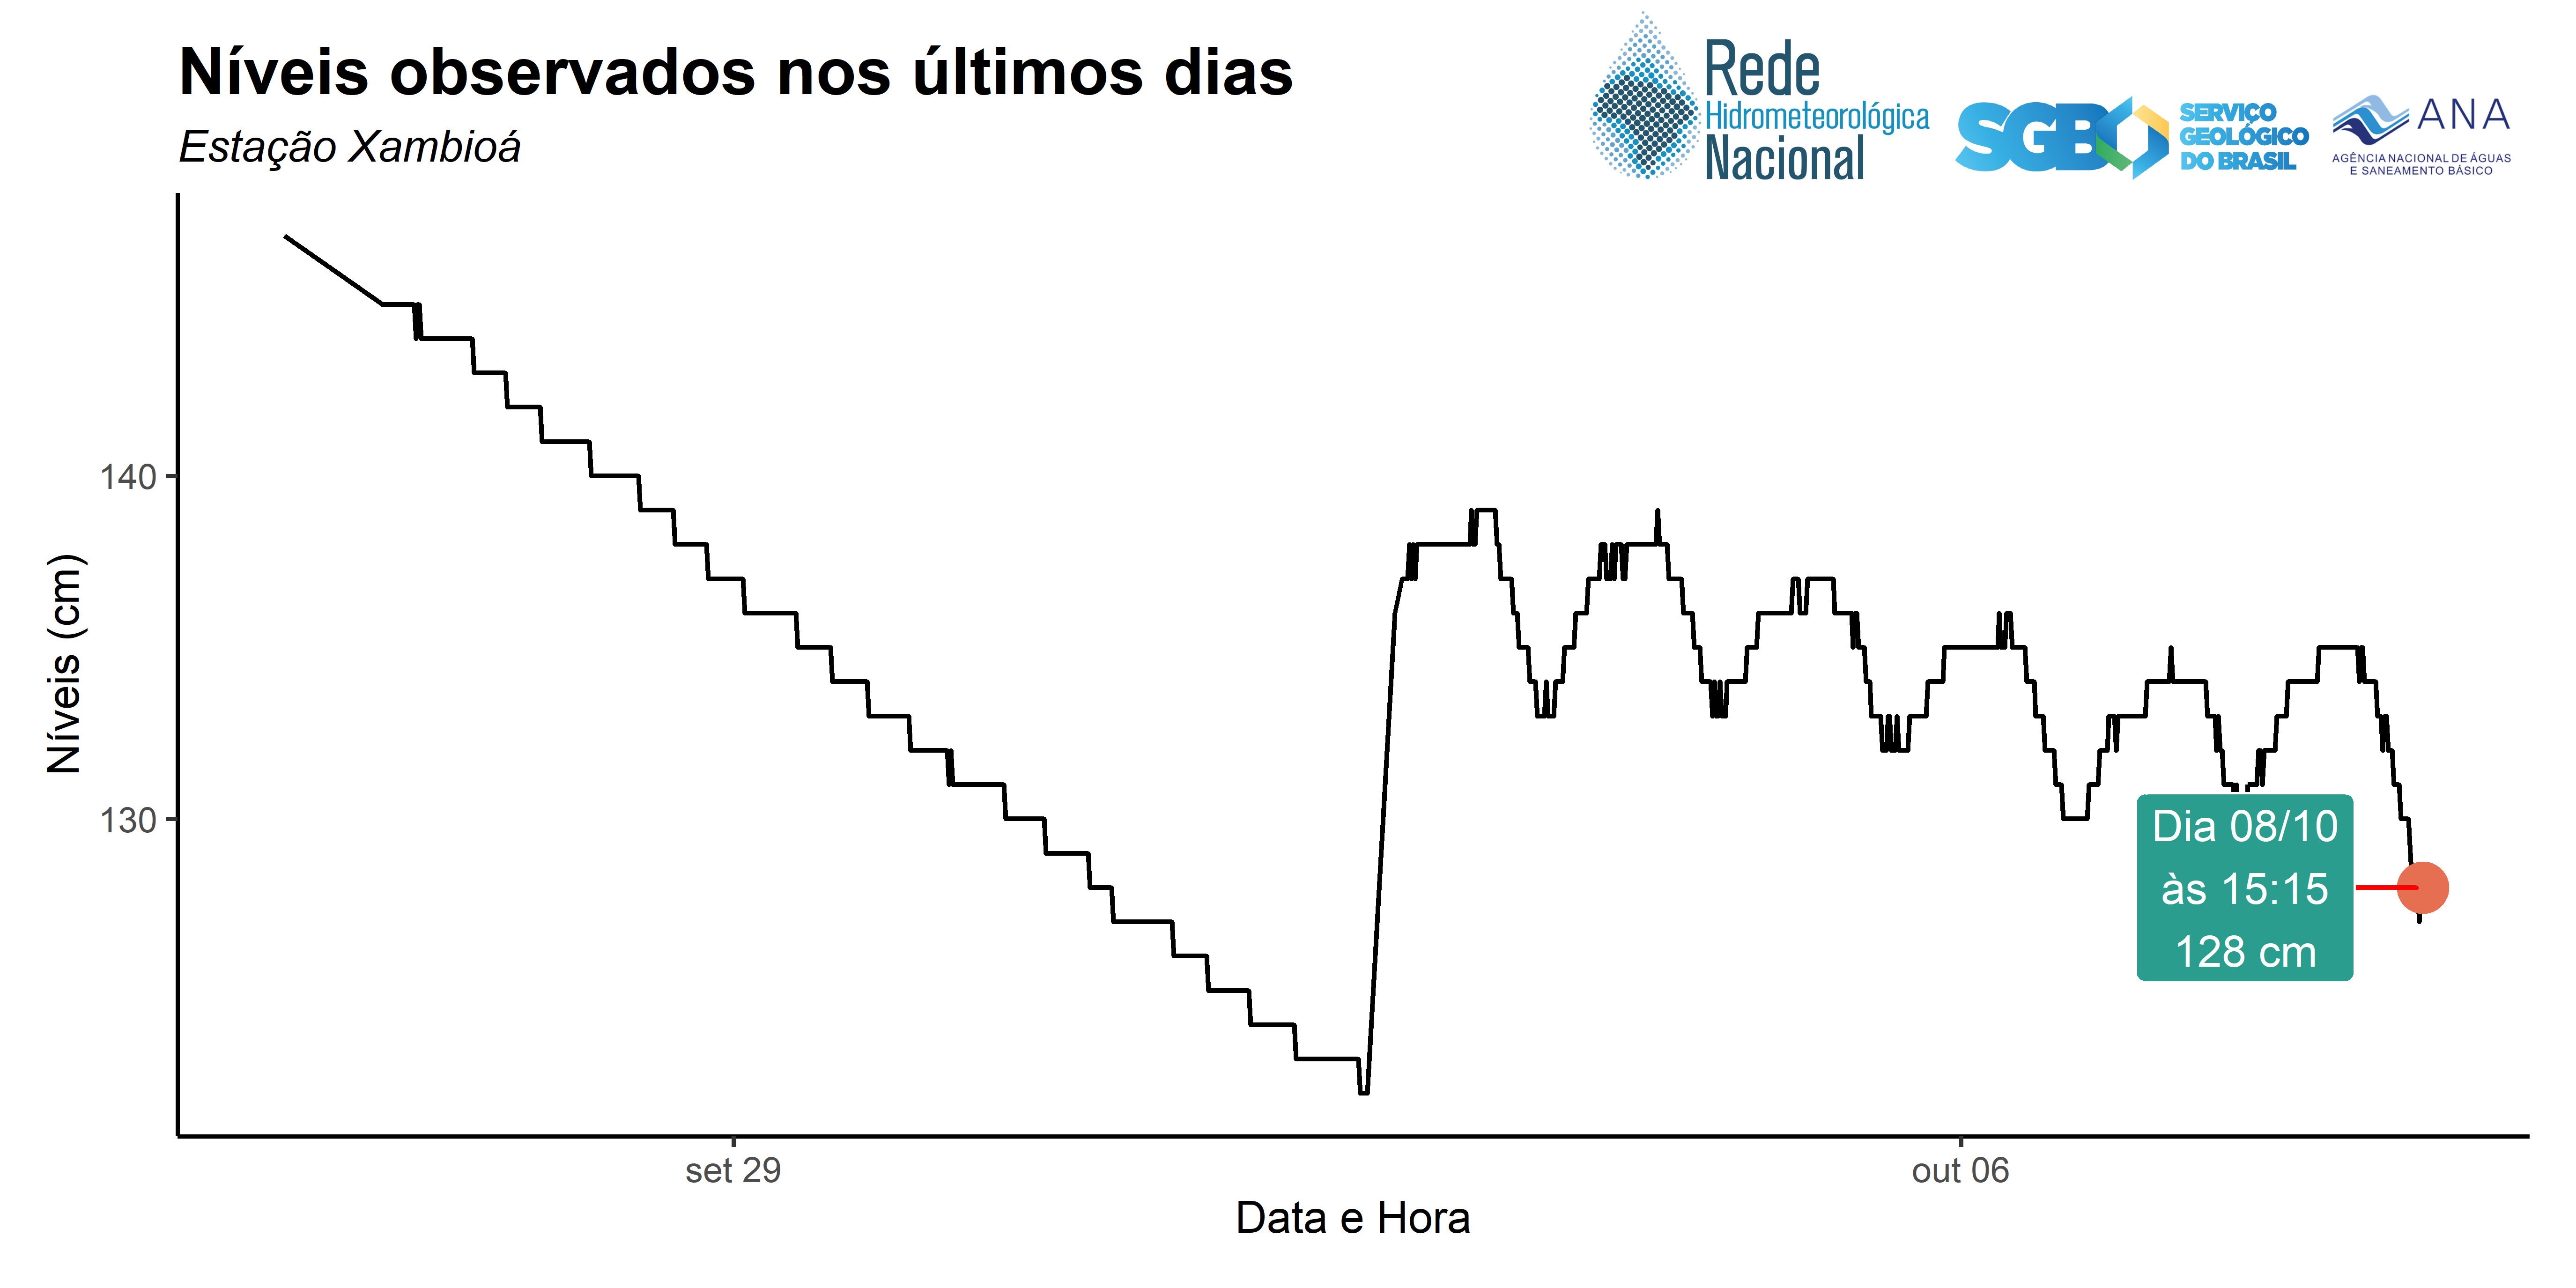 Níveis observados nos últimos dias
Estação Xambioá
Rede
Hidrometeorológica
Nacional
SGB
SERVIÇO
GEOLÓGICO
DO BRASIL
ANA
AGÊNCIA NACIONAL DE ÁGUAS
E SANEAMENTO BÁSICO
Níveis (cm)
140
130
Dia 08/10
às 15:15
128 cm
set 29
out 06
Data e Hora